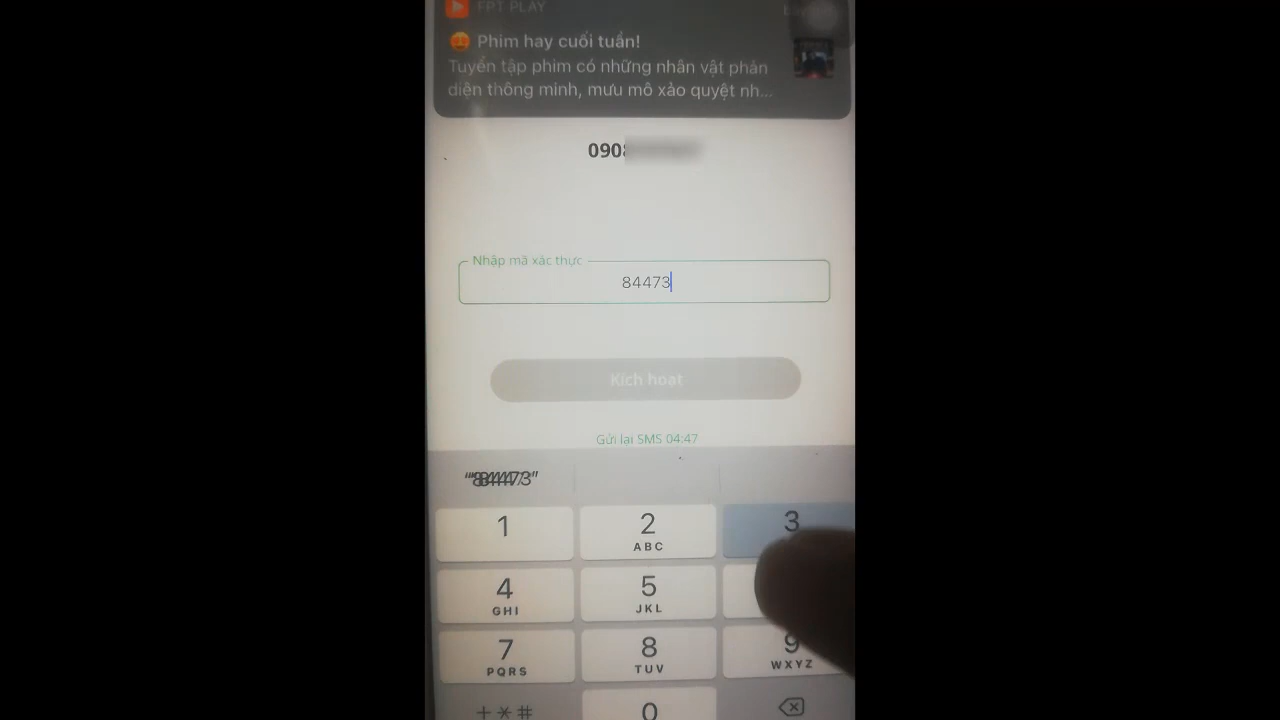 FPT PLAY
Phim hay cuối tuần!
Tuyển tập phim có những nhân vật phản
diện thông minh, mưu mô xảo quyệt nh...
0908
Nhập mã xác thực
84473
Kích hoạt
Gửi lại SMS 04:47
1
2
ABC
3
4
GHI
5
JKL
7
PQRS
8
TUV
9
WXYZ
+*#
0